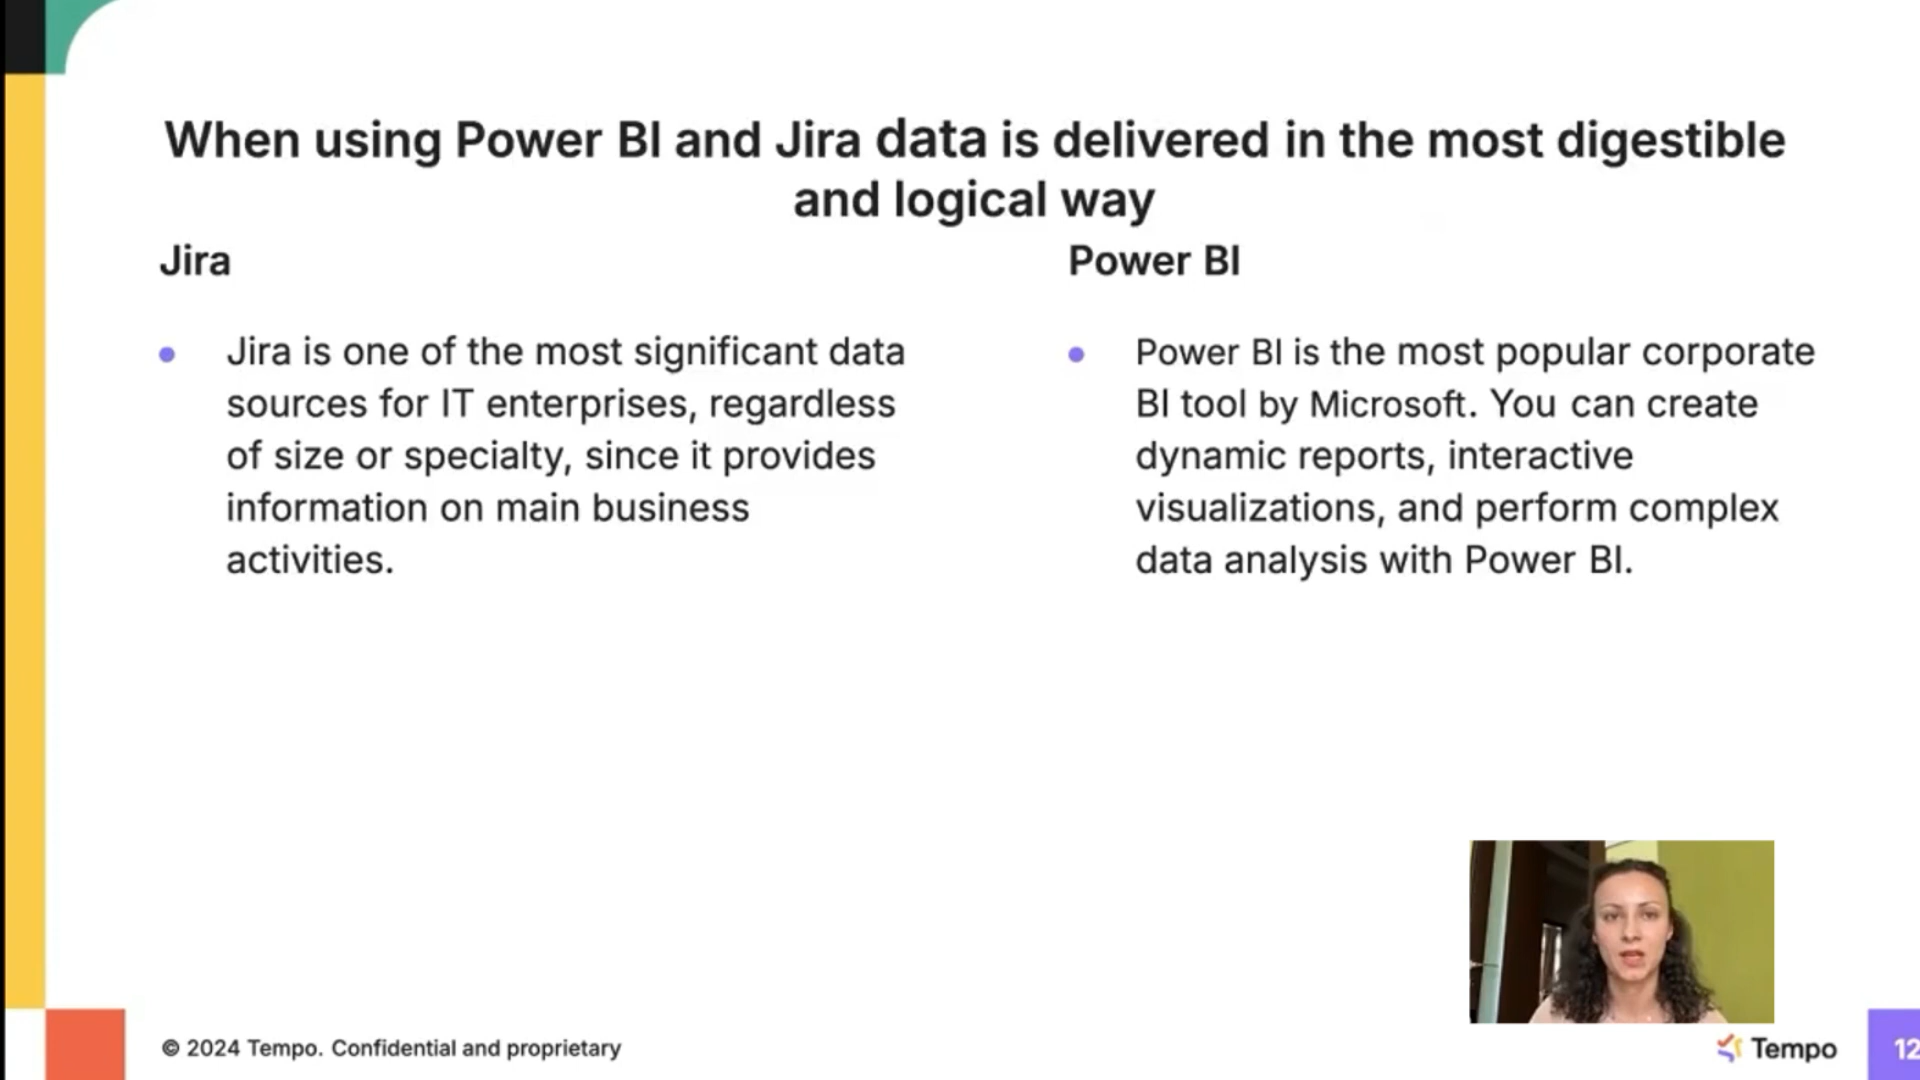 When using Power BI and Jira data is delivered in the most digestible
and logical way
Jira
Jira is one of the most significant data
sources for IT enterprises, regardless
of size or specialty, since it provides
information on main business
activities.
Power BI
Power BI is the most popular corporate
BI tool by Microsoft. You can create
dynamic reports, interactive
visualizations, and perform complex
data analysis with Power BI.
© 2024 Tempo. Confidential and proprietary
Tempo
12